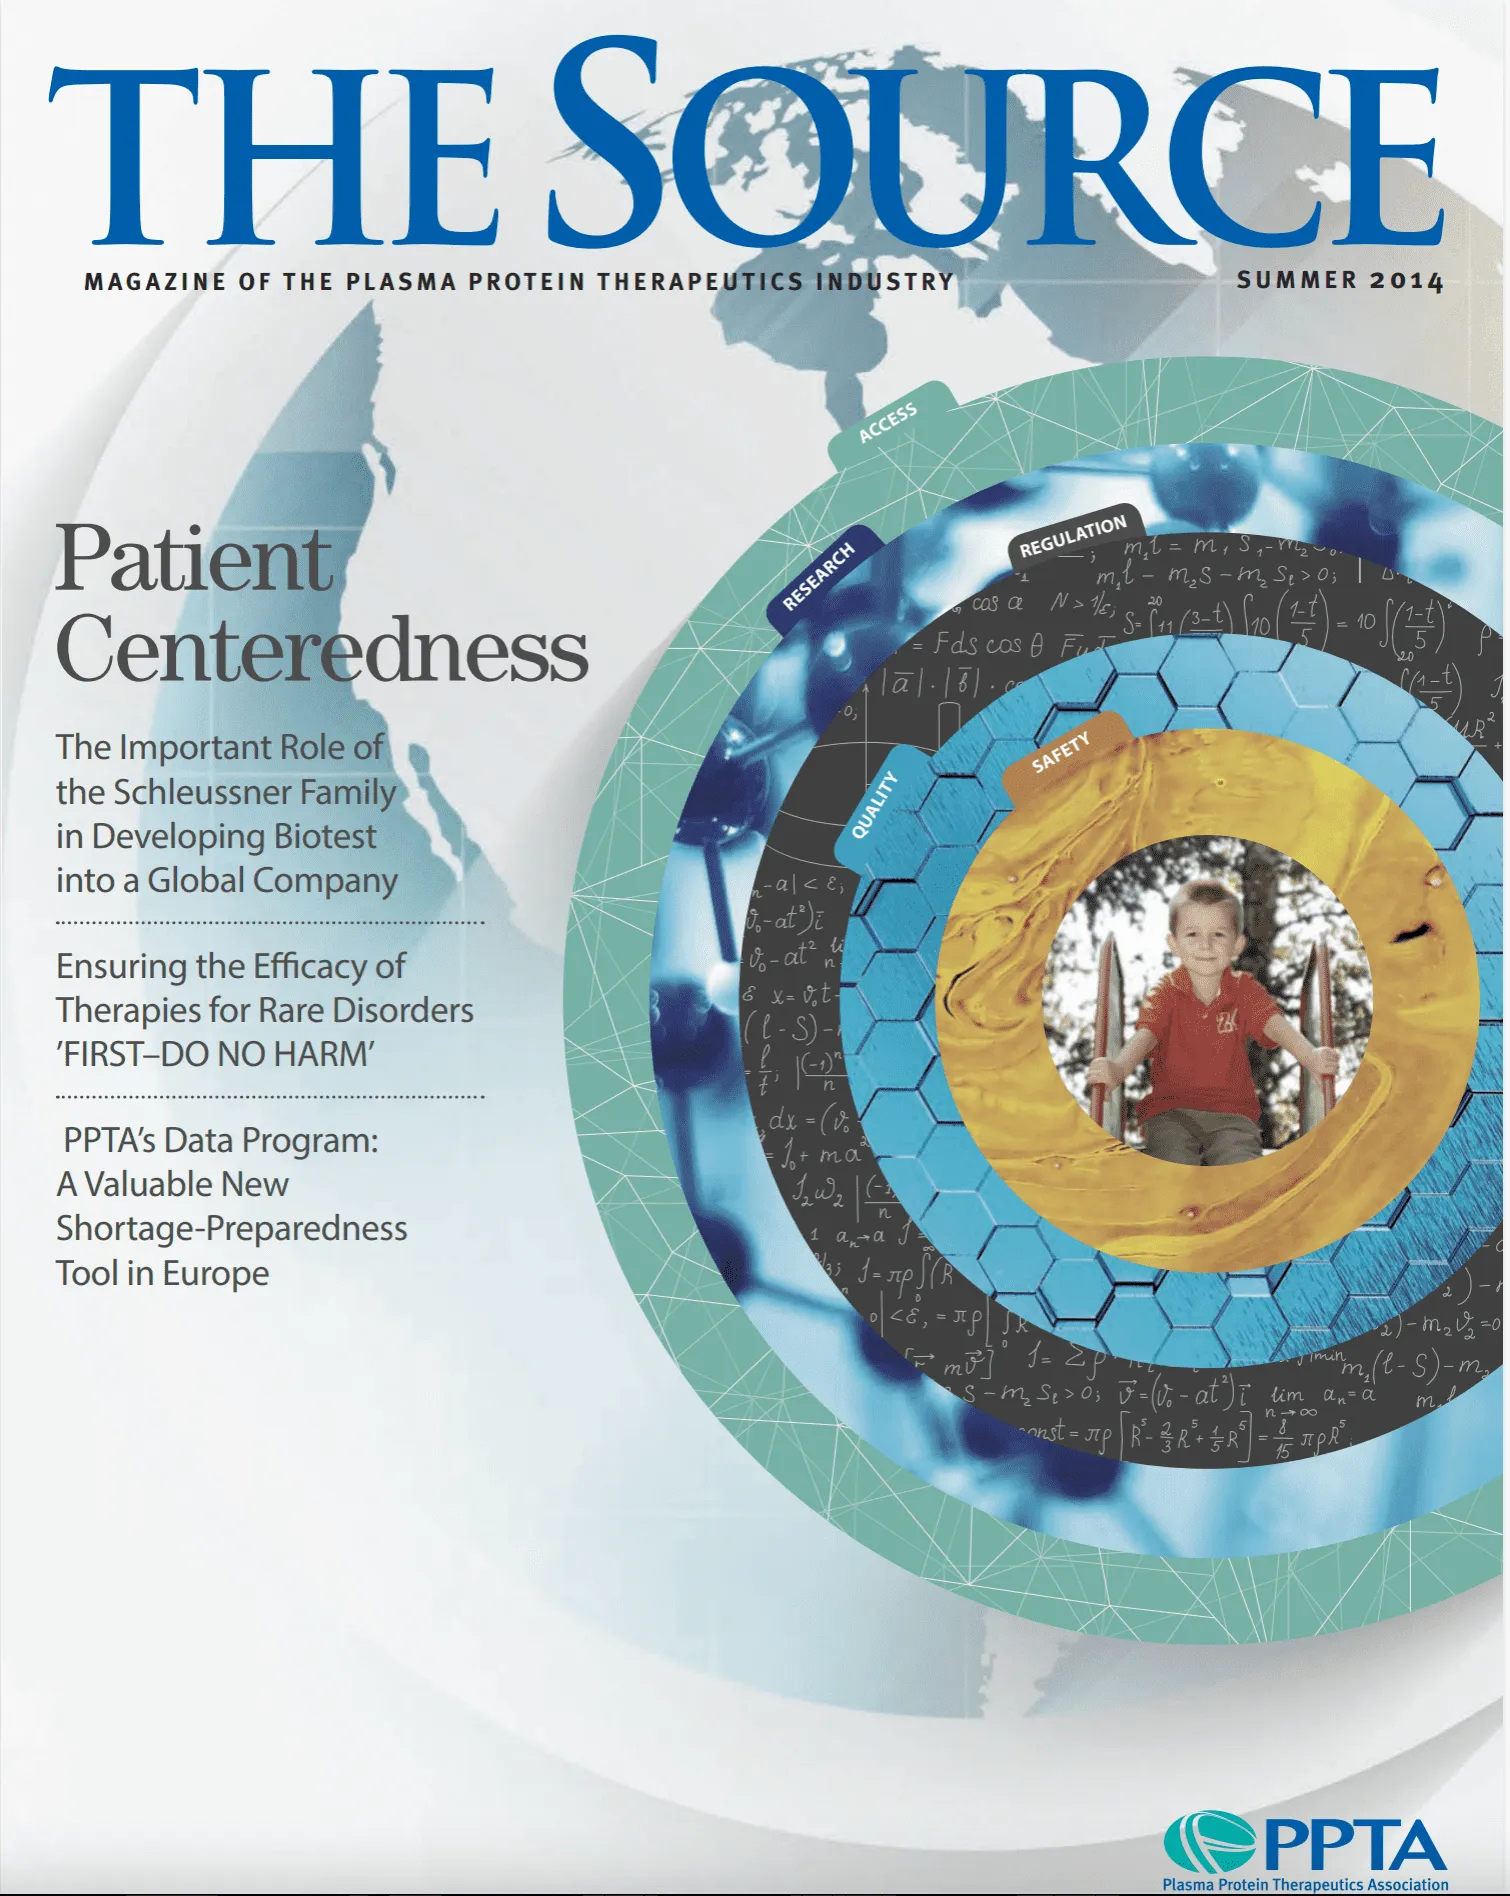 THE SOURCE
MAGAZINE OF THE PLASMA PROTEIN THERAPEUTICS INDUSTRY
SUMMER 2014
ACCESS
RESEARCH
REGULATION
QUALITY
SAFETY
Patient
Centeredness
The Important Role of
the Schleussner Family
in Developing Biotest
into a Global Company
Ensuring the Efficacy of
Therapies for Rare Disorders
’FIRST–DO NO HARM’
PPTA’s Data Program:
A Valuable New
Shortage-Preparedness
Tool in Europe
PPTA
Plasma Protein Therapeutics Association